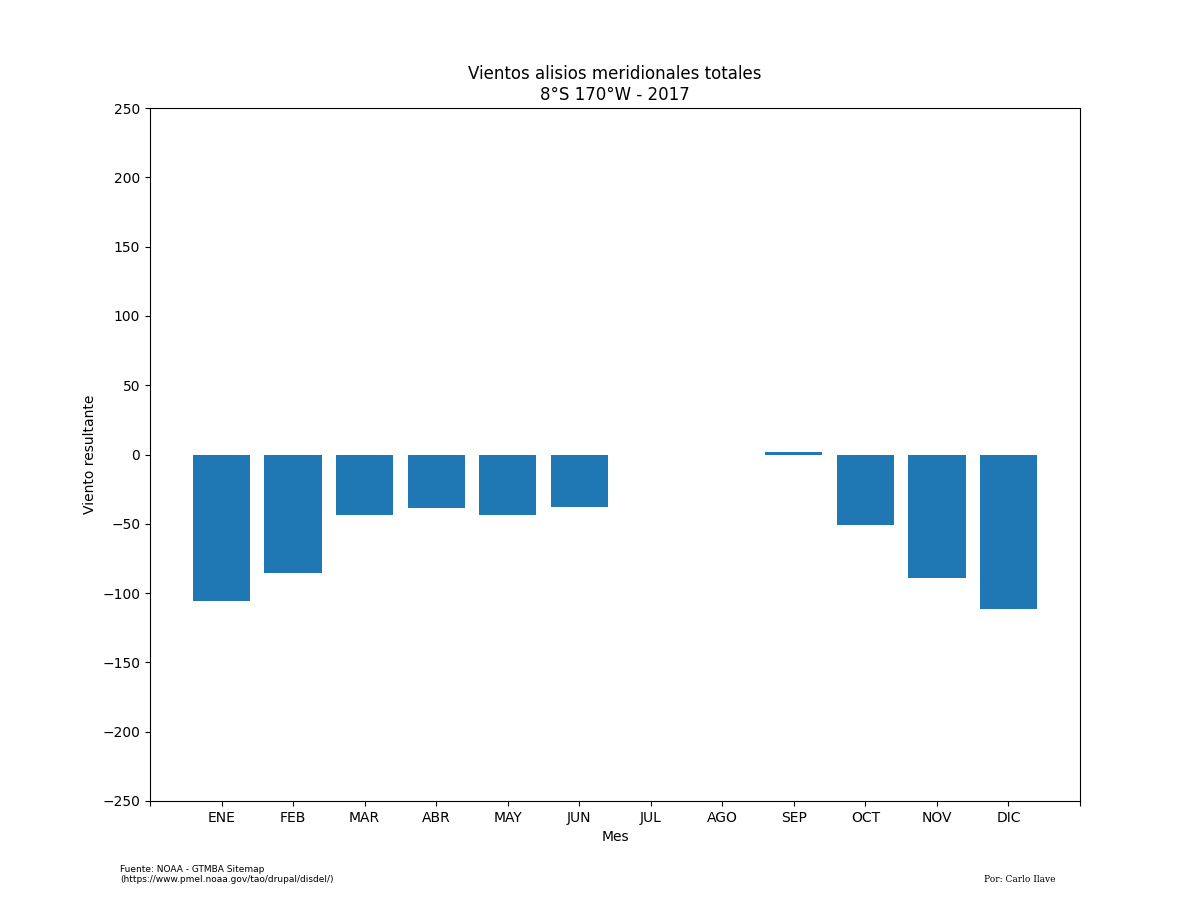 Vientos alisios meridionales totales
8°S 170°W - 2017
250
200
150
100
50
0
−50
−100
−150
−200
−250
Viento resultante
ENE FEB MAR ABR MAY JUN JUL AGO SEP OCT NOV DIC
Mes
Fuente: NOAA - GTMBA Sitemap
(https://www.pmel.noaa.gov/tao/drupal/disdel/)
Por: Carlo Ilave